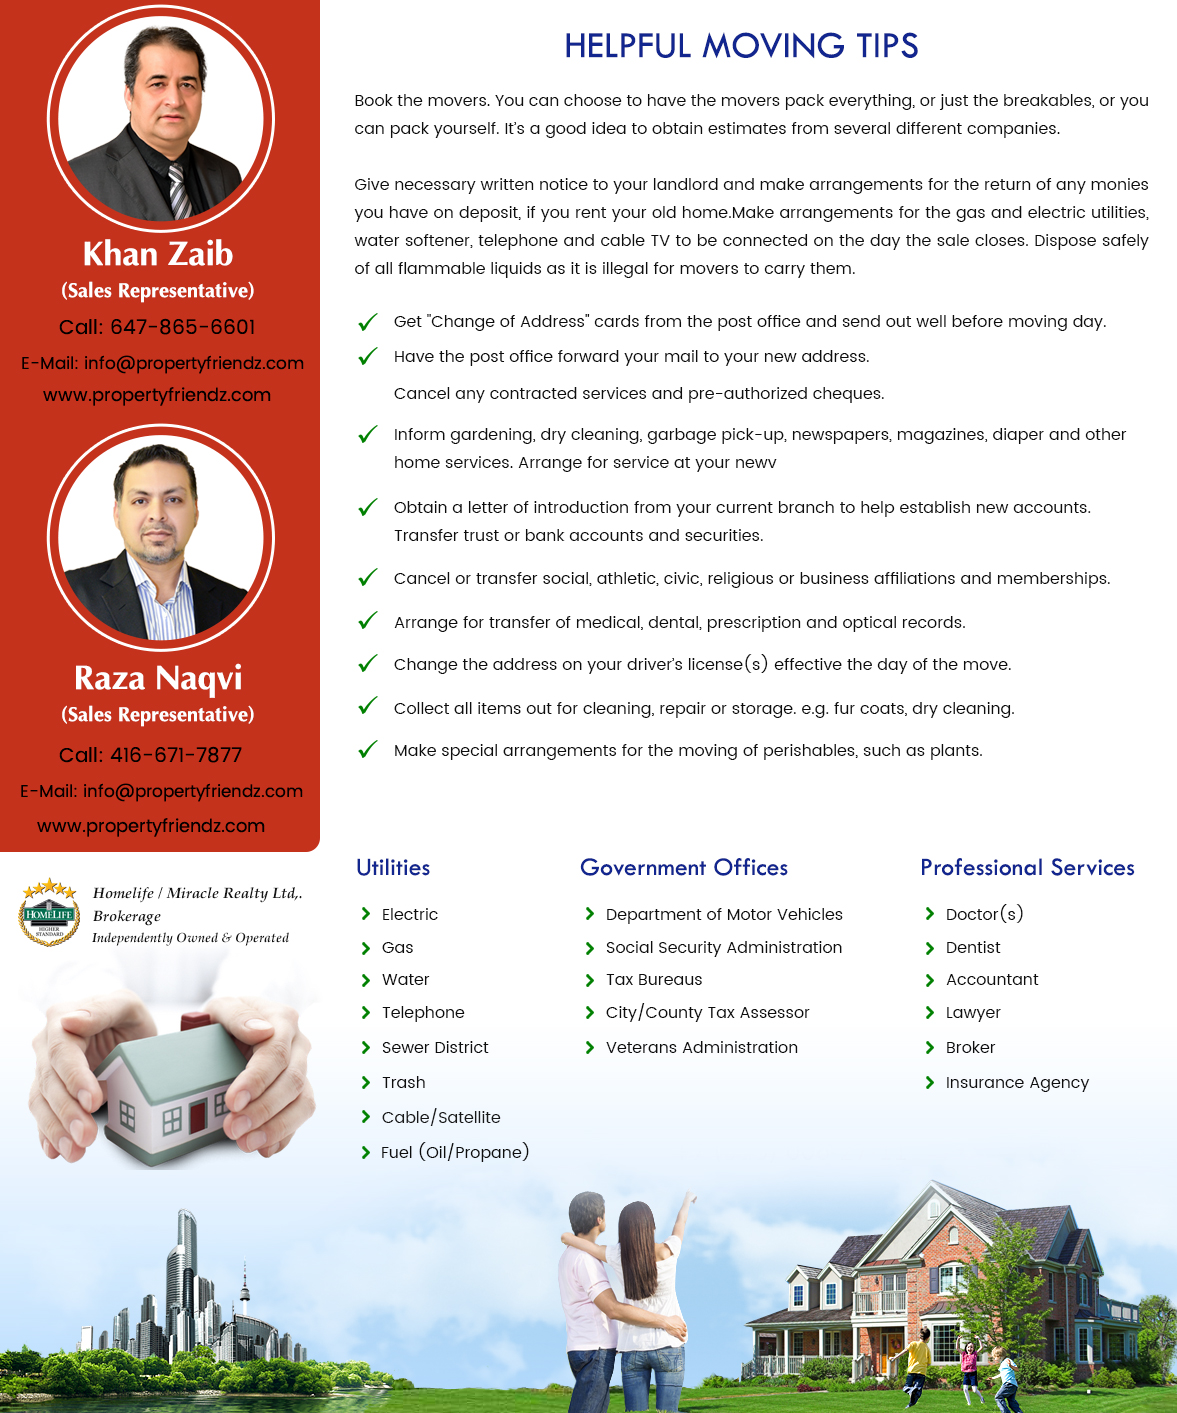 Khan Zaib
(Sales Representative)
Call: 647-865-6601
E-Mail: info@propertyfriendz.com
www.propertyfriendz.com
Raza Naqvi
(Sales Representative)
Call: 416-671-7877
E-Mail: info@propertyfriendz.com
www.propertyfriendz.com
HOMELIFE
HIGHER
STANDARD
Homelife / Miracle Realty Ltd,.
Brokerage
Independently Owned & Operated
HELPFUL MOVING TIPS
Book the movers. You can choose to have the movers pack everything, or just the breakables, or you
can pack yourself. It’s a good idea to obtain estimates from several different companies.
Give necessary written notice to your landlord and make arrangements for the return of any monies
you have on deposit, if you rent your old home.Make arrangements for the gas and electric utilities,
water softener, telephone and cable TV to be connected on the day the sale closes. Dispose safely
of all flammable liquids as it is illegal for movers to carry them.
Get "Change of Address" cards from the post office and send out well before moving day.
Have the post office forward your mail to your new address.
Cancel any contracted services and pre-authorized cheques.
Inform gardening, dry cleaning, garbage pick-up, newspapers, magazines, diaper and other
home services. Arrange for service at your newv
Obtain a letter of introduction from your current branch to help establish new accounts.
Transfer trust or bank accounts and securities.
Cancel or transfer social, athletic, civic, religious or business affiliations and memberships.
Arrange for transfer of medical, dental, prescription and optical records.
Change the address on your driver’s license(s) effective the day of the move.
Collect all items out for cleaning, repair or storage. e.g. fur coats, dry cleaning.
Make special arrangements for the moving of perishables, such as plants.
Utilities
Electric
Gas
Water
Telephone
Sewer District
Trash
Cable/Satellite
Fuel (Oil/Propane)
Government Offices
Department of Motor Vehicles
Social Security Administration
Tax Bureaus
City/County Tax Assessor
Veterans Administration
Professional Services
Doctor(s)
Dentist
Accountant
Lawyer
Broker
Insurance Agency